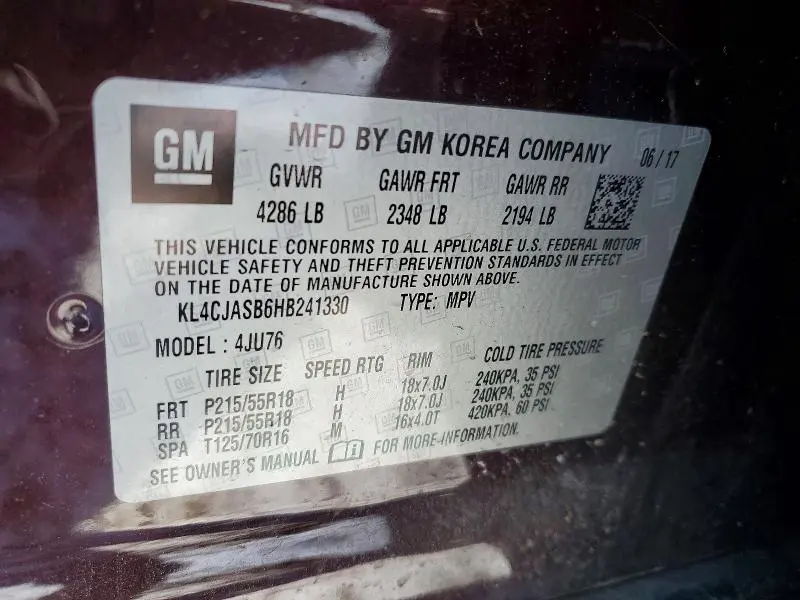 GM
MFD BY GM KOREA COMPANY 06/17
GVWR GAWR FRT GAWR RR
4286 LB 2348 LB 2194 LB
THIS VEHICLE CONFORMS TO ALL APPLICABLE U.S. FEDERAL MOTOR
VEHICLE SAFETY AND THEFT PREVENTION STANDARDS IN EFFECT
ON THE DATE OF MANUFACTURE SHOWN ABOVE.
KL4CJASB6HB241330 TYPE: MPV
MODEL : 4JU76
TIRE SIZE SPEED RTG RIM COLD TIRE PRESSURE
FRT P215/55R18 H 18x7.0J 240KPA, 35 PSI
RR P215/55R18 H 18x7.0J 240KPA, 35 PSI
SPA T125/70R16 M 16x4.0T 420KPA, 60 PSI
SEE OWNER'S MANUAL FOR MORE INFORMATION.